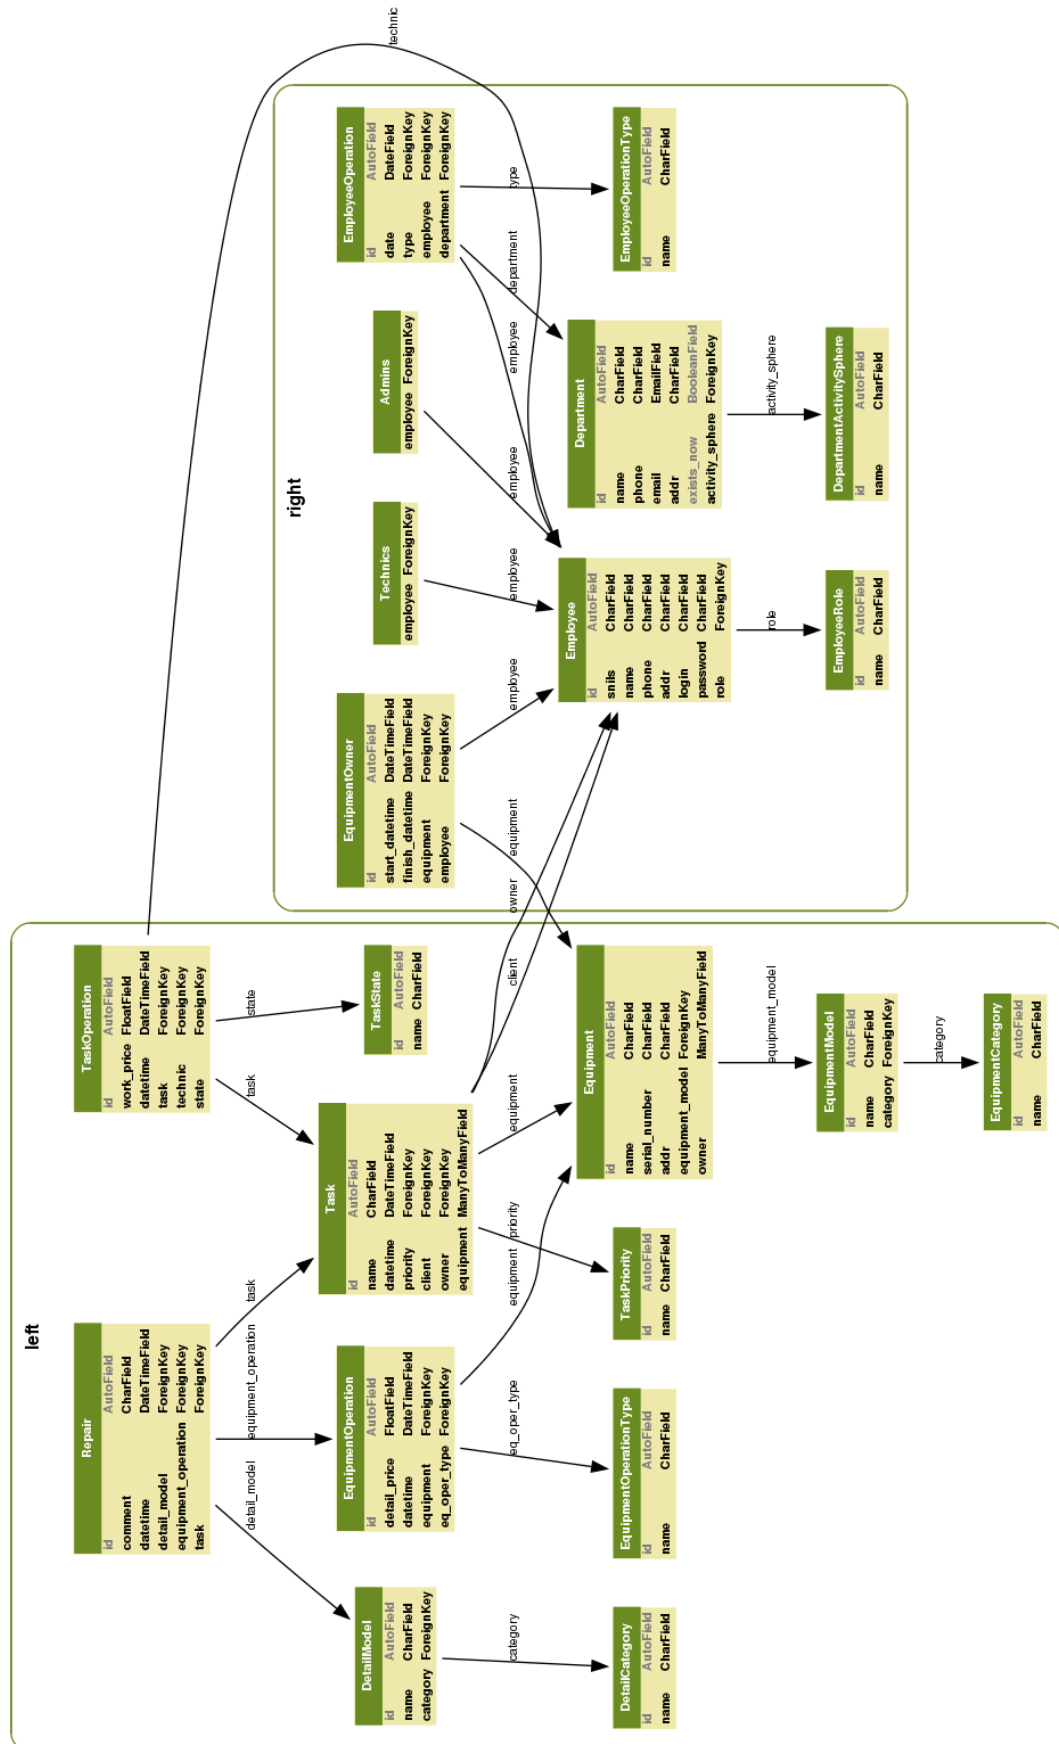 left
Repair
id AutoField
comment CharField
datetime DateTimeField
detail_model ForeignKey
equipment_operation ForeignKey
task ForeignKey
TaskOperation
id AutoField
work_price FloatField
datetime DateTimeField
task ForeignKey
technic ForeignKey
state ForeignKey
detail_model
equipment_operation
task
task
state
technic
DetailModel
id AutoField
name CharField
category ForeignKey
EquipmentOperation
id AutoField
detail_price FloatField
datetime DateTimeField
equipment ForeignKey
eq_oper_type ForeignKey
Task
id AutoField
name CharField
datetime DateTimeField
priority ForeignKey
client ForeignKey
owner ForeignKey
equipment ManyToManyField
TaskState
id AutoField
name CharField
category
eq_oper_type
equipment
priority
equipment
client
owner
DetailCategory
id AutoField
name CharField
EquipmentOperationType
id AutoField
name CharField
TaskPriority
id AutoField
name CharField
Equipment
id AutoField
name CharField
serial_number CharField
addr CharField
equipment_model ForeignKey
owner ManyToManyField
equipment_model
EquipmentModel
id AutoField
name CharField
category ForeignKey
category
EquipmentCategory
id AutoField
name CharField
right
EquipmentOwner
id AutoField
start_datetime DateTimeField
finish_datetime DateTimeField
equipment ForeignKey
employee ForeignKey
Technics
employee ForeignKey
Admins
employee ForeignKey
EmployeeOperation
id AutoField
date DateField
type ForeignKey
employee ForeignKey
department ForeignKey
equipment
employee
employee
employee
employee
department
type
Employee
id AutoField
snils CharField
name CharField
phone CharField
addr CharField
login CharField
password CharField
role ForeignKey
Department
id AutoField
name CharField
phone CharField
email EmailField
addr CharField
exists_now BooleanField
activity_sphere ForeignKey
EmployeeOperationType
id AutoField
name CharField
role
activity_sphere
EmployeeRole
id AutoField
name CharField
DepartmentActivitySphere
id AutoField
name CharField